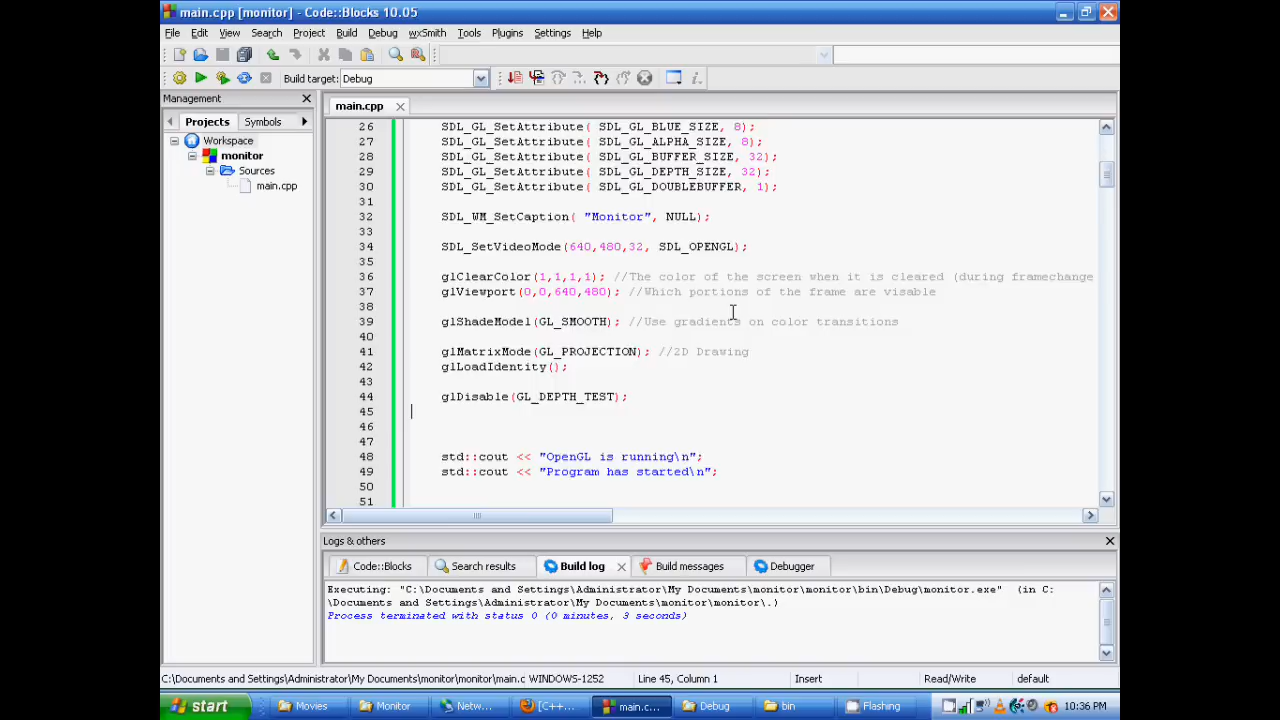 main.cpp [monitor] - Code::Blocks 10.05
File Edit View Search Project Build Debug wxSmith Tools Plugins Settings Help
Build target: Debug
Management
main.cpp
Projects Symbols
Workspace
monitor
Sources
main.cpp
26 SDL_GL_SetAttribute( SDL_GL_BLUE_SIZE, 8);
27 SDL_GL_SetAttribute( SDL_GL_ALPHA_SIZE, 8);
28 SDL_GL_SetAttribute( SDL_GL_BUFFER_SIZE, 32);
29 SDL_GL_SetAttribute( SDL_GL_DEPTH_SIZE, 32);
30 SDL_GL_SetAttribute( SDL_GL_DOUBLEBUFFER, 1);
31
32 SDL_WM_SetCaption( "Monitor", NULL);
33
34 SDL_SetVideoMode(640,480,32, SDL_OPENGL);
35
36 glClearColor(1,1,1,1); //The color of the screen when it is cleared (during framechange
37 glViewport(0,0,640,480); //Which portions of the frame are visable
38
39 glShadeModel(GL_SMOOTH); //Use gradients on color transitions
40
41 glMatrixMode(GL_PROJECTION); //2D Drawing
42 glLoadIdentity();
43
44 glDisable(GL_DEPTH_TEST);
45
46
47
48 std::cout << "OpenGL is running\n";
49 std::cout << "Program has started\n";
50
51
Logs & others
Code::Blocks Search results Build log Build messages Debugger
Executing: "C:\Documents and Settings\Administrator\My Documents\monitor\monitor\bin\Debug\monitor.exe" (in C:
\Documents and Settings\Administrator\My Documents\monitor\monitor\.)
Process terminated with status 0 (0 minutes, 3 seconds)
C:\Documents and Settings\Administrator\My Documents\monitor\monitor\main.c WINDOWS-1252 Line 45, Column 1 Insert Read/Write default
start Movies Monitor Netw... [C++... main.c... Debug bin Flashing 10:36 PM